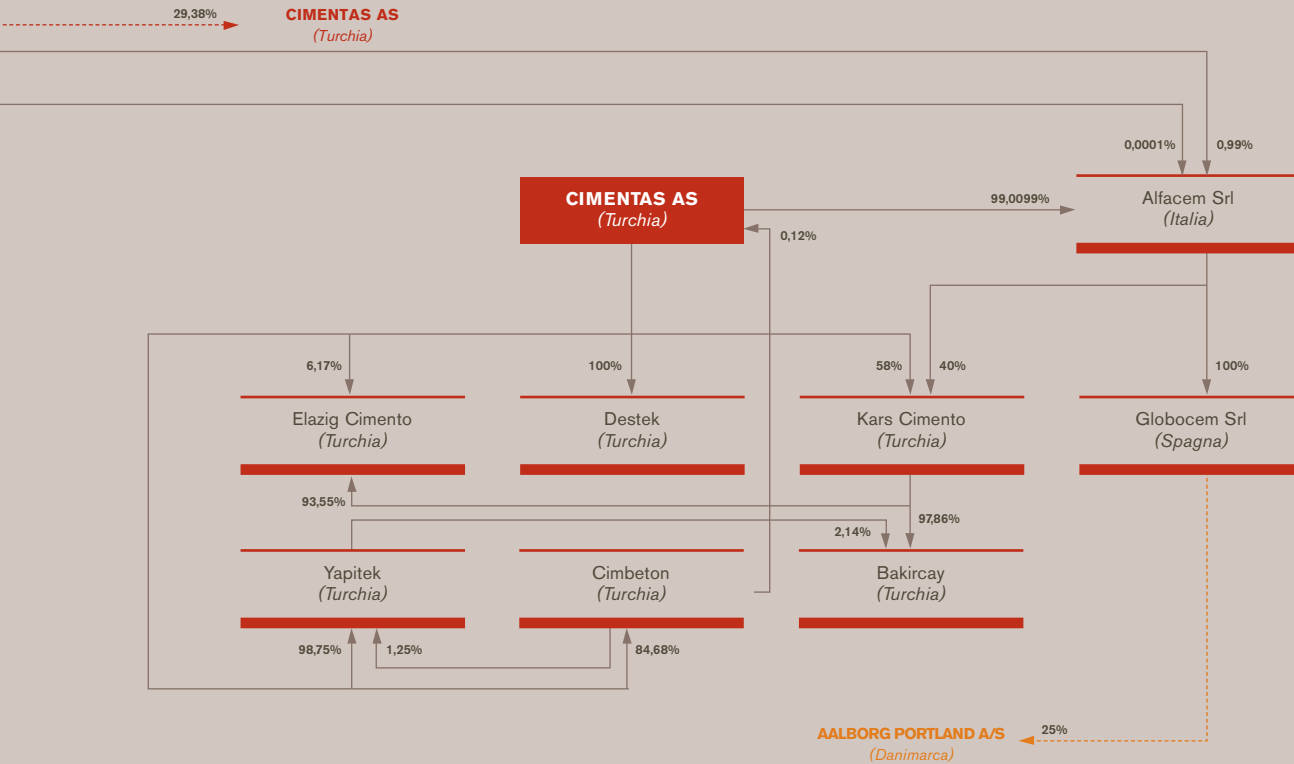 29,38%
CIMENTAS AS
(Turchia)
0,0001%
0,99%
CIMENTAS AS
(Turchia)
99,0099%
Alfacem Srl
(Italia)
0,12%
6,17%
100%
58%
40%
100%
Elazig Cimento
(Turchia)
Destek
(Turchia)
Kars Cimento
(Turchia)
Globocem Srl
(Spagna)
93,55%
2,14%
97,86%
Yapitek
(Turchia)
Cimbeton
(Turchia)
Bakircay
(Turchia)
98,75%
1,25%
84,68%
AALBORG PORTLAND A/S
(Danimarca)
25%